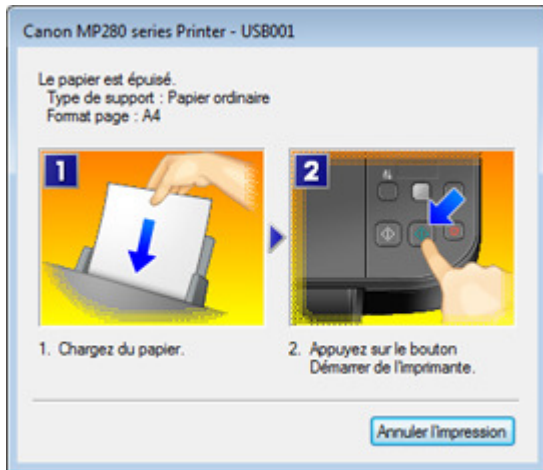 Canon MP280 series Printer - USB001
Le papier est épuisé.
Type de support : Papier ordinaire
Format page : A4
1
2
1. Chargez du papier.
2. Appuyez sur le bouton
Démarrer de l'imprimante.
Annuler l'impression